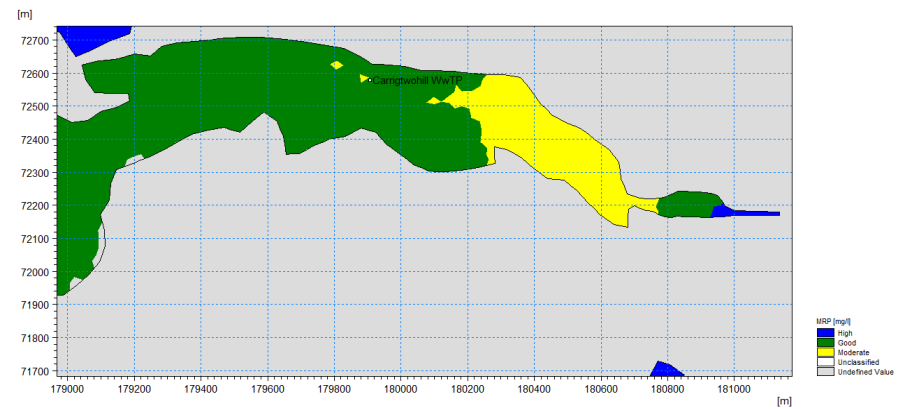 [m]
72700
72600
Carrigtwohill WwTP
72500
72400
72300
72200
72100
72000
71900
71800
71700
179000 179200 179400 179600 179800 180000 180200 180400 180600 180800 181000
[m]
MRP [mg/l]
High
Good
Moderate
Unclassified
Undefined Value